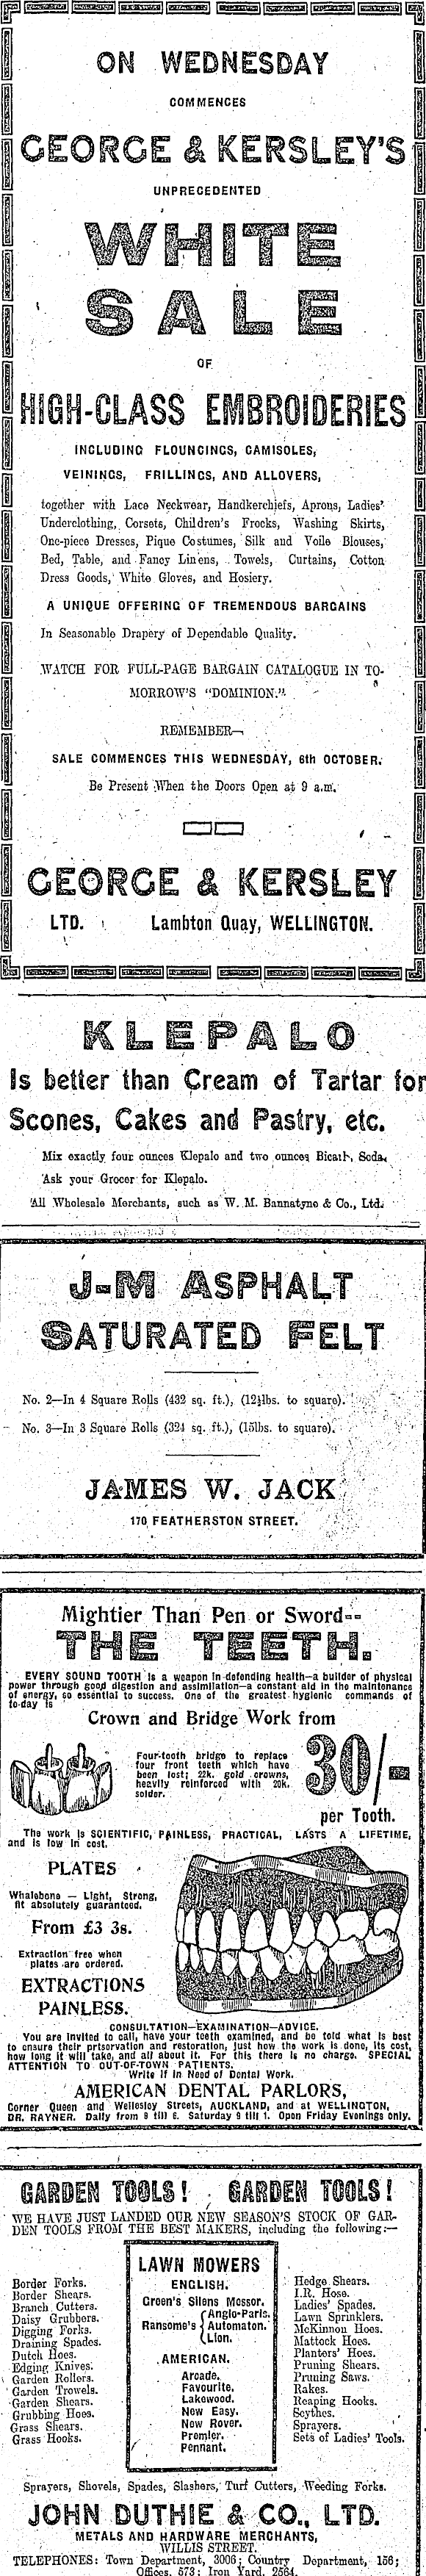 ON WEDNESDAY
COMMENCES
GEORGE & KERSLEY'S
UNPRECEDENTED
WHITE
SALE
OF
HIGH-CLASS EMBROIDERIES
INCLUDING FLOUNCINGS, CAMISOLES,
VEININGS, FRILLINGS, AND ALLOVERS,
together with Lace Neckwear, Handkerchiefs, Aprons, Ladies'
Underclothing, Corsets, Children's Frocks, Washing Skirts,
One-piece Dresses, Pique Costumes, Silk and Voile Blouses,
Bed, Table, and Fancy Linens, Towels, Curtains, Cotton
Dress Goods, White Gloves, and Hosiery.
A UNIQUE OFFERING OF TREMENDOUS BARGAINS
In Seasonable Drapery of Dependable Quality.
WATCH FOR FULL-PAGE BARGAIN CATALOGUE IN TO-
MORROW'S "DOMINION."
REMEMBER—
SALE COMMENCES THIS WEDNESDAY, 6th OCTOBER.
Be Present When the Doors Open at 9 a.m.
GEORGE & KERSLEY
LTD. Lambton Quay, WELLINGTON.
KLEPALO
Is better than Cream of Tartar for
Scones, Cakes and Pastry, etc.
Mix exactly four ounces Klepalo and two ounces Bicarb. Soda.
Ask your Grocer for Klepalo.
All Wholesale Merchants, such as W. M. Bannatyne & Co., Ltd.
J-M ASPHALT
SATURATED FELT
No. 2—In 4 Square Rolls (432 sq. ft.), (12½lbs. to square).
No. 3—In 3 Square Rolls (324 sq. ft.), (15lbs. to square).
JAMES W. JACK
170 FEATHERSTON STREET.
Mightier Than Pen or Sword--
THE TEETH.
EVERY SOUND TOOTH is a weapon in defending health—a builder of physical
power through good digestion and assimilation—a constant aid in the maintenance
of energy, so essential to success. One of the greatest hygienic commands of
to-day is
Crown and Bridge Work from
Four-tooth bridge to replace
four front teeth which have
been lost; 22k. gold crowns,
heavily reinforced with 20k.
solder.
30/-
per Tooth.
The work is SCIENTIFIC, PAINLESS, PRACTICAL, LASTS A LIFETIME,
and is low in cost.
PLATES
Whalebone — Light, Strong,
fit absolutely guaranteed.
From £3 3s.
Extraction free when
plates are ordered.
EXTRACTIONS
PAINLESS.
CONSULTATION—EXAMINATION—ADVICE.
You are invited to call, have your teeth examined, and be told what is best
to ensure their prtservation and restoration, just how the work is done, its cost,
how long it will take, and all about it. For this there is no charge. SPECIAL
ATTENTION TO OUT-OF-TOWN PATIENTS.
Write if in Need of Dental Work.
AMERICAN DENTAL PARLORS,
Corner Queen and Wellesley Streets, AUCKLAND, and at WELLINGTON,
DR. RAYNER. Daily from 9 till 6. Saturday 9 till 1. Open Friday Evenings only.
GARDEN TOOLS! GARDEN TOOLS!
WE HAVE JUST LANDED OUR NEW SEASON'S STOCK OF GAR-
DEN TOOLS FROM THE BEST MAKERS, including the following:—
Border Forks.
Border Shears.
Branch Cutters.
Daisy Grubbers.
Digging Forks.
Draining Spades.
Dutch Hoes.
Edging Knives.
Garden Rollers.
Garden Trowels.
Garden Shears.
Grubbing Hoes.
Grass Shears.
Grass Hooks.
LAWN MOWERS
ENGLISH.
Green's Silens Messor.
Ransome's { Anglo-Paris.
Automaton.
Lion.
AMERICAN.
Arcade.
Favourite.
Lakewood.
New Easy.
New Rover.
Premier.
Pennant.
Hedge Shears.
I.R. Hose.
Ladies' Spades.
Lawn Sprinklers.
McKinnon Hoes.
Mattock Hoes.
Planters' Hoes.
Pruning Shears.
Pruning Saws.
Rakes.
Reaping Hooks.
Scythes.
Sprayers.
Sets of Ladies' Tools.
Sprayers, Shovels, Spades, Slashers, Turf Cutters, Weeding Forks.
JOHN DUTHIE & CO., LTD.
METALS AND HARDWARE MERCHANTS,
WILLIS STREET.
TELEPHONES: Town Department, 3006; Country Department, 156;
Offices, 573; Iron Yard, 2564.